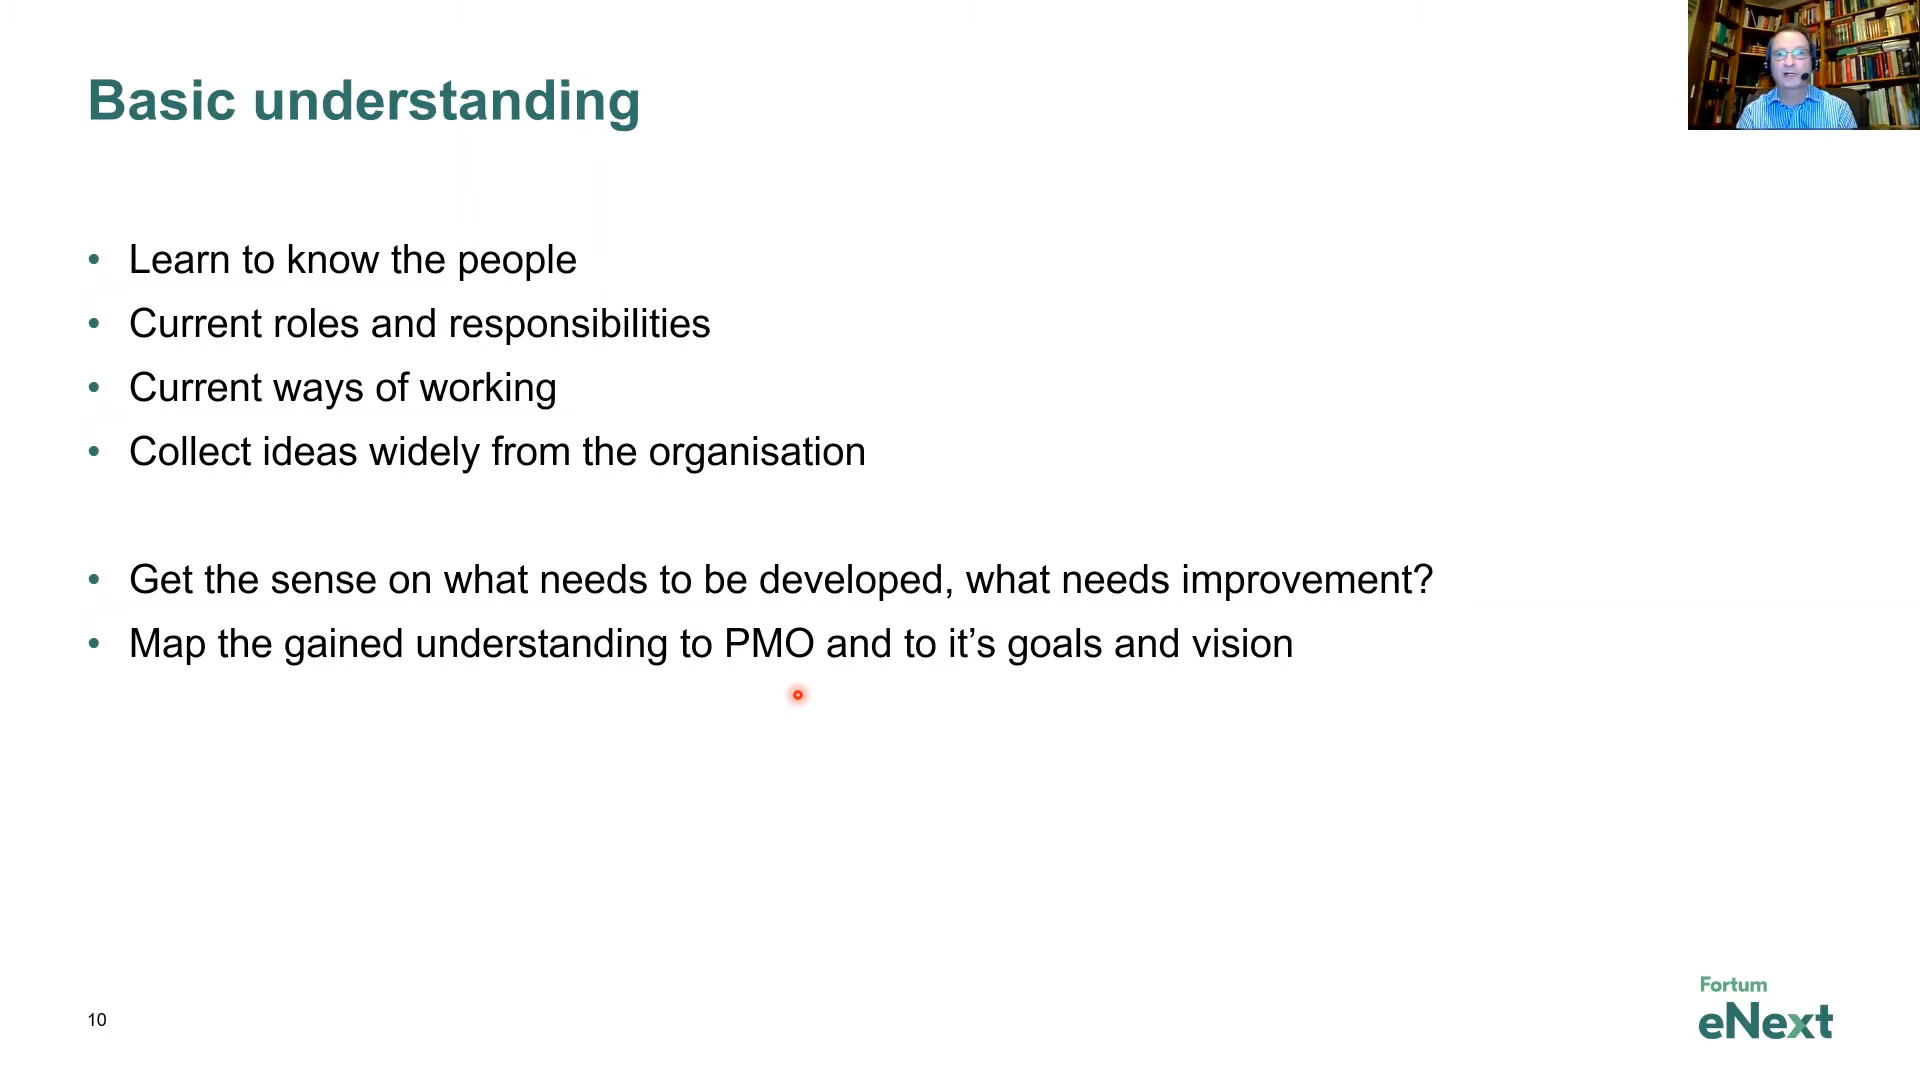 Basic understanding
• Learn to know the people
• Current roles and responsibilities
• Current ways of working
• Collect ideas widely from the organisation
• Get the sense on what needs to be developed, what needs improvement?
• Map the gained understanding to PMO and to it’s goals and vision
10
Fortum
eNext